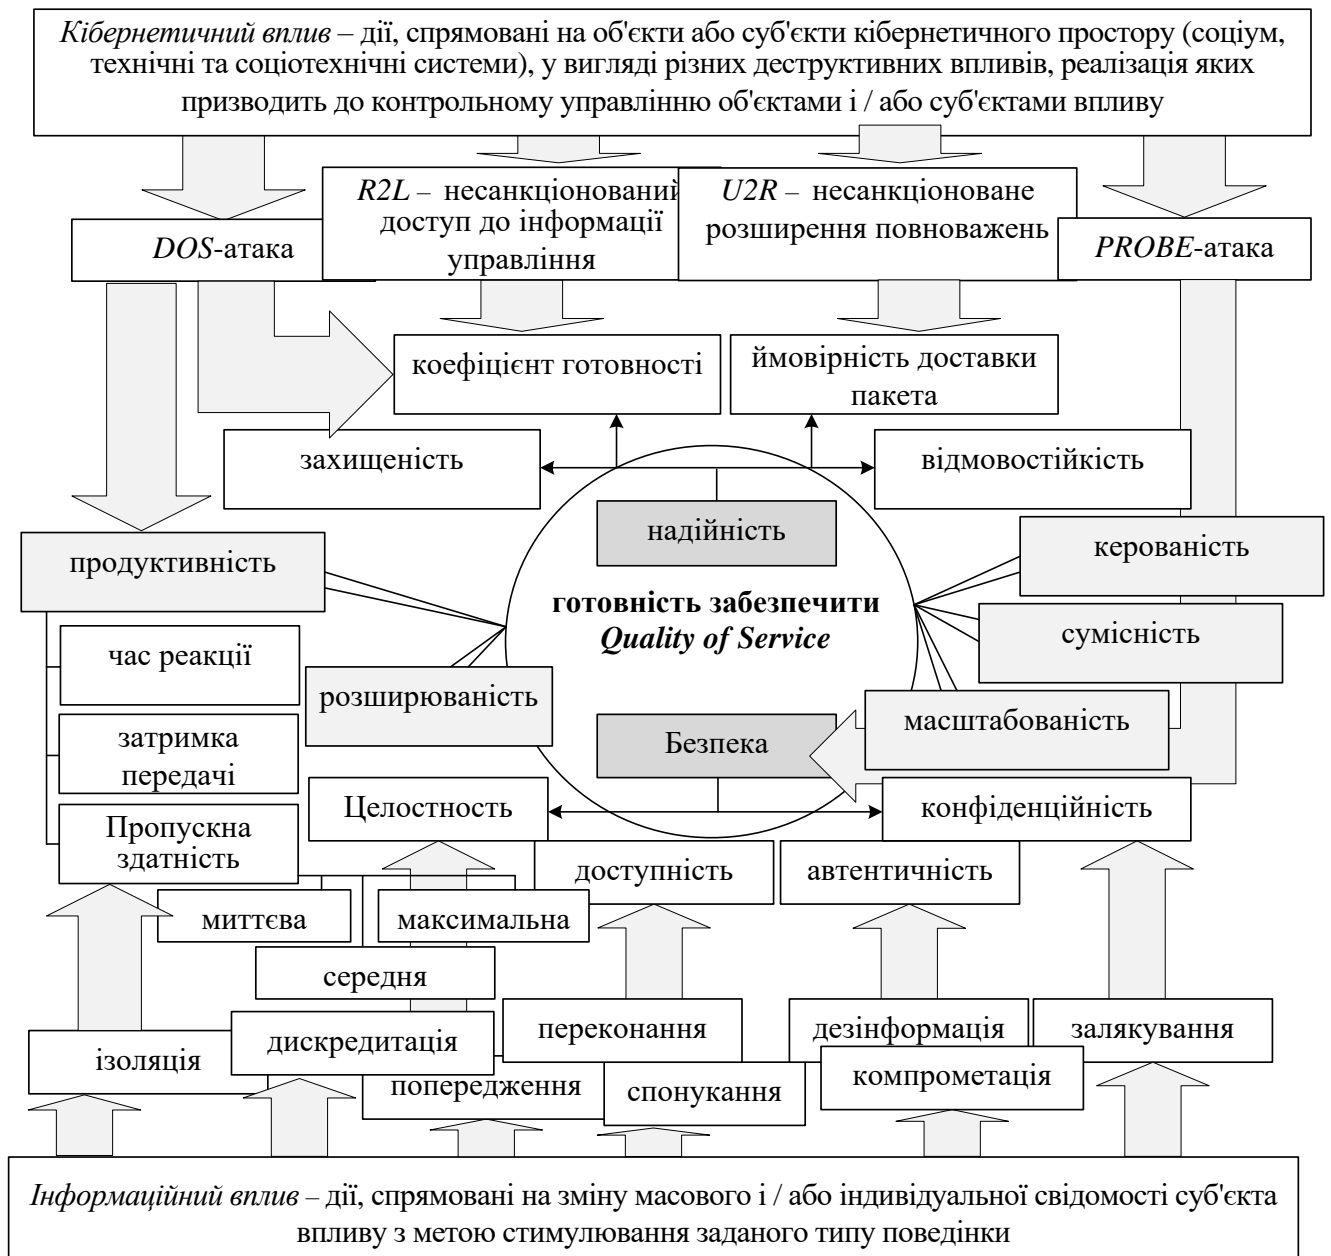 Кібернетичний вплив – дії, спрямовані на об'єкти або суб'єкти кібернетичного простору (соціум,
технічні та соціотехнічні системи), у вигляді різних деструктивних впливів, реалізація яких
призводить до контрольному управлінню об'єктами і / або суб'єктами впливу
R2L – несанкціонований
доступ до інформації
управління
U2R – несанкціоноване
розширення повноважень
DOS-атака
PROBE-атака
коефіцієнт готовності
ймовірність доставки
пакета
захищеність
відмовостійкість
надійність
продуктивність
керованість
готовність забезпечити
Quality of Service
сумісність
час реакції
розширюваність
масштабованість
затримка
передачі
Безпека
Целостность
конфіденційність
Пропускна
здатність
доступність
автентичність
миттєва
максимальна
середня
ізоляція
дискредитація
переконання
дезінформація
залякування
попередження
спонукання
компрометація
Інформаційний вплив – дії, спрямовані на зміну масового і / або індивідуальної свідомості суб'єкта
впливу з метою стимулювання заданого типу поведінки